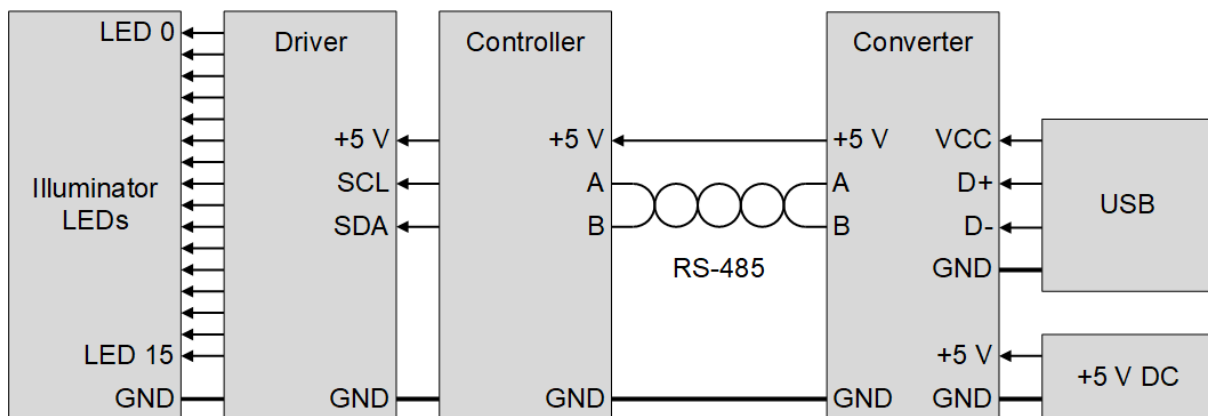 LED 0
Illuminator
LEDs
LED 15
GND
Driver
+5 V
SCL
SDA
GND
Controller
+5 V
A
B
GND
RS-485
Converter
+5 V
A
B
GND
VCC
D+
D-
GND
+5 V
GND
USB
+5 V DC